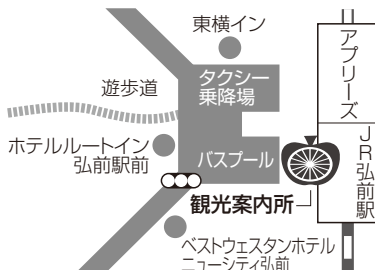 東横イン
タクシー
乗降場
アプリーズ
遊歩道
ホテルルートイン
弘前駅前
バスプール
JR弘前駅
観光案内所
ベストウェスタンホテル
ニューシティ弘前